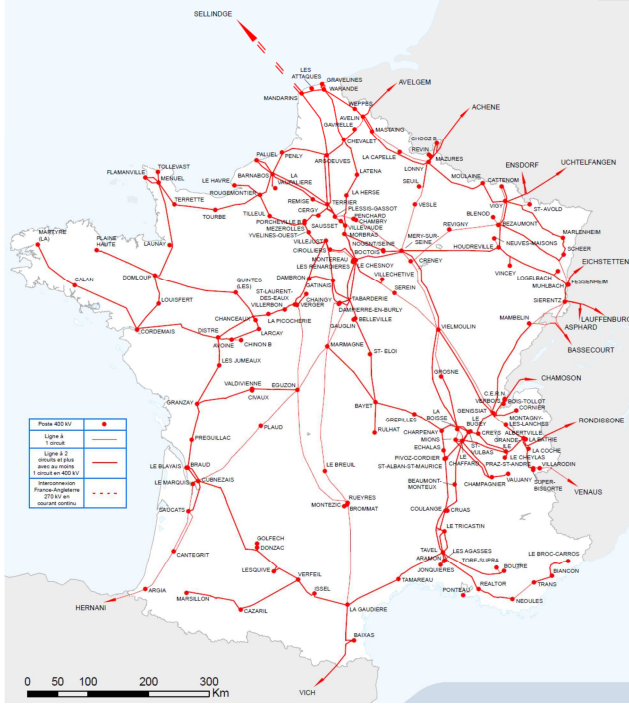 SELLINDGE
LES
ATTAQUES
GRAVELINES
WARANDE
MANDARINS
AVELGEM
WEPPES
AVELIN
GAVRELLE
MASTAING
ACHENE
CHOOZ B
REVIN
MAZURES
CHEVALET
LA CAPELLE
LONNY
ARGOEUVES
PENLY
PALUEL
BARNABOS
LA
VAUPALIERE
LATENA
SEUIL
MOULAINE
ENSDORF
CATTENOM
UCHTELFANGEN
TOLLEVAST
FLAMANVILLE
MENUEL
LE HAVRE
ROUGEMONTIER
LA HERSE
REMISE
TERRIER
CERGY
PLESSIS-GASSOT
PENCHARD
CHAMBRY
VILLEVAUDE
MORBRAS
VESLE
VIGY
ST-AVOLD
TERRETTE
TOURBE
TILLEUL
PORCHEVILLE B
MEZEROLLES
YVELINES-OUEST
SAUSSET
BLENOD
REVIGNY
BEZAUMONT
MARLENHEIM
MARTYRE
(LA)
PLAINE
HAUTE
LAUNAY
VILLEJUST
CIROLLIERS
NOGENT/SEINE
BOCTOIS
MERY-SUR-
SEINE
HOUDREVILLE
NEUVES-MAISONS
SCHEER
MONTEREAU
LES RENARDIERES
LE CHESNOY
CRENEY
VINCEY
LOGELBACH
MUHLBACH
EICHSTETTEN
FESSENHEIM
CALAN
DOMLOUP
QUINTES
(LES)
DAMBRON
GATINAIS
VILLECHETIVE
SEREIN
ST-LAURENT-
DES-EAUX
VILLERBON
CHAINGY
VERGER
TABARDERIE
DAMPIERRE-EN-BURLY
BELLEVILLE
GAUGLIN
SIERENTZ
LAUFFENBURG
ASPHARD
BASSECOURT
MAMBELIN
LOUISFERT
CORDEMAIS
CHANCEAUX
LA PICOCHERIE
DISTRE
LARCAY
AVOINE
CHINON B
VIELMOULIN
MARMAGNE
LES JUMEAUX
ST-ELOI
GROSNE
VALDIVIENNE
CIVAUX
EGUZON
C.E.R.N.
VERBOIS
BOIS-TOLLOT
CORNIER
CHAMOSON
GRANZAY
BAYET
GREPILLES
LA
BOISSE
GENISSIAT
MONTAGNY-
LES-LANCHES
RONDISSONE
PLAUD
RULHAT
CHARPENAY
MIONS
LE
BUGEY
CREYS
ALBERTVILLE
GRANDE-
ILE
LA BATHIE
LA COCHE
Poste 400 kV
Ligne à
1 circuit
Ligne à 2
circuits et plus
avec au moins
1 circuit en 400 kV
Interconnexion
France-Angleterre
270 kV en
courant continu
PREGUILLAC
ECHALAS
PIVOZ-CORDIER
ST-ALBAN-ST-MAURICE
ST-
VULBAS
LE
CHAFFARD
LE CHEYLAS
PRAZ-ST-ANDRE
VILLARODIN
SUPER-
BISSORTE
VENAUS
LE BLAYAIS
BRAUD
LE MARQUIS
CUBNEZAIS
LE BREUIL
BEAUMONT-
MONTEUX
CHAMPAGNIER
VAUJANY
SAUCATS
RUEYRES
MONTEZIC
BROMMAT
COULANGE
CRUAS
LE TRICASTIN
CANTEGRIT
GOLFECH
DONZAC
TAVEL
ARAMON
JONQUIERES
LES AGASSES
TORE-SUPRA
BOUTRE
LE BROC-CARROS
BIANCON
LESQUIVE
VERFEIL
TAMAREAU
PONTEAU
REALTOR
TRANS
NEOULES
HERNANI
ARGIA
MARSILLON
CAZARIL
ISSEL
LA GAUDIERE
BAIXAS
VICH
0 50 100 200 300
Km